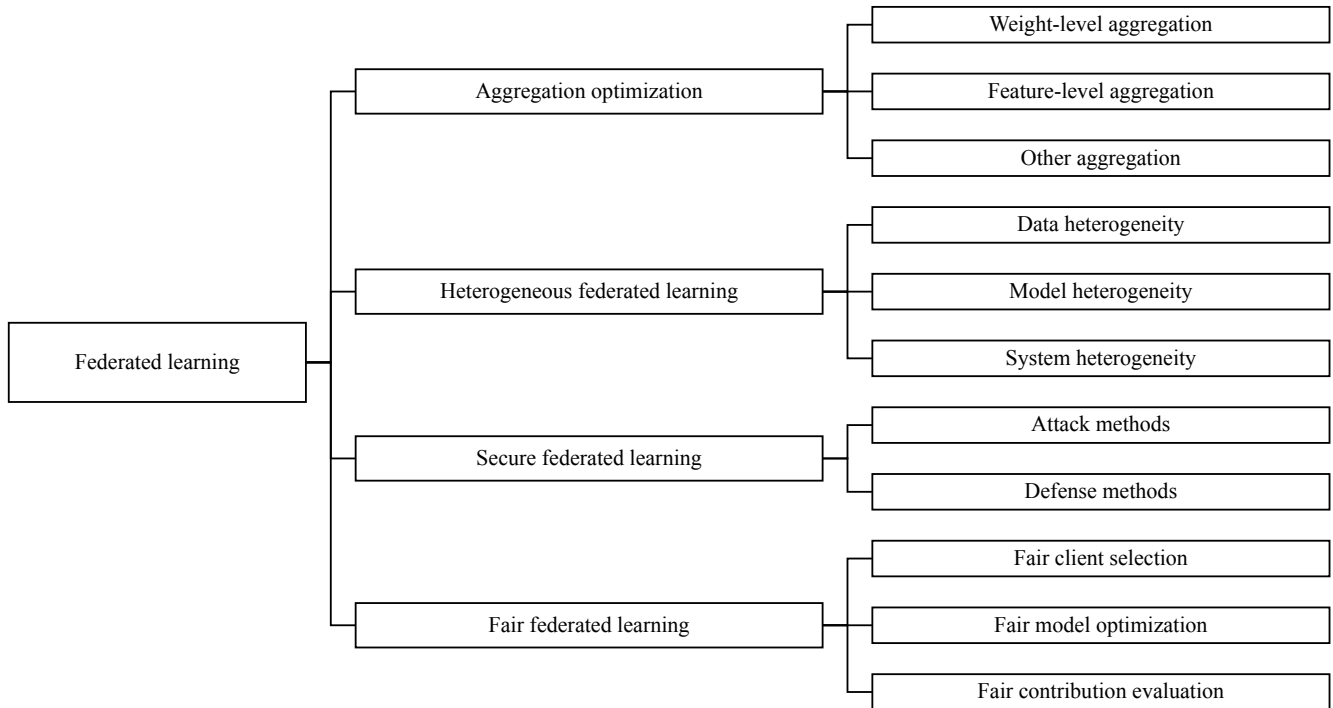 Federated learning
Aggregation optimization
Weight-level aggregation
Feature-level aggregation
Other aggregation
Heterogeneous federated learning
Data heterogeneity
Model heterogeneity
System heterogeneity
Secure federated learning
Attack methods
Defense methods
Fair federated learning
Fair client selection
Fair model optimization
Fair contribution evaluation